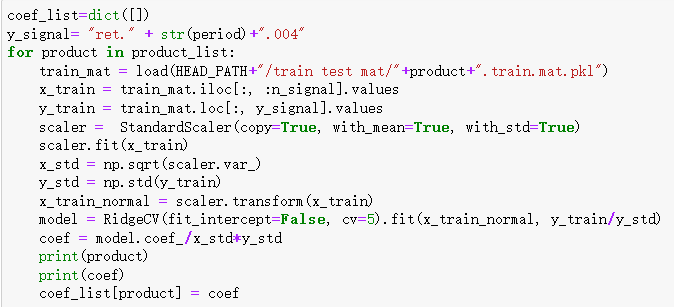 coef_list=dict([])
y_signal= "ret." + str(period)+".004"
for product in product_list:
    train_mat = load(HEAD_PATH+"/train test mat/"+product+".train.mat.pkl")
    x_train = train_mat.iloc[:, :n_signal].values
    y_train = train_mat.loc[:, y_signal].values
    scaler =  StandardScaler(copy=True, with_mean=True, with_std=True)
    scaler.fit(x_train)
    x_std = np.sqrt(scaler.var_)
    y_std = np.std(y_train)
    x_train_normal = scaler.transform(x_train)
    model = RidgeCV(fit_intercept=False, cv=5).fit(x_train_normal, y_train/y_std)
    coef = model.coef_/x_std*y_std
    print(product)
    print(coef)
    coef_list[product] = coef